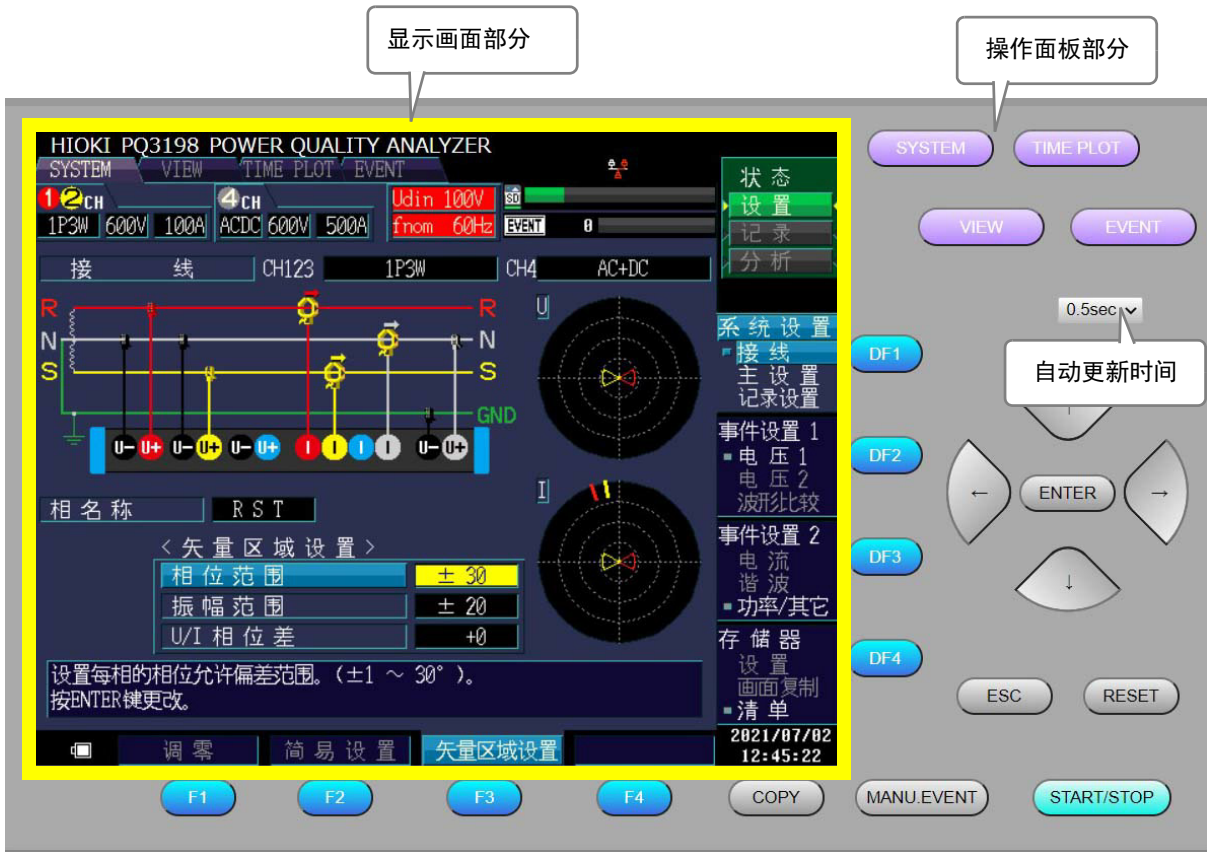 显示画面部分
操作面板部分
HIOKI PQ3198 POWER QUALITY ANALYZER
SYSTEM VIEW TIME PLOT EVENT
1 2 CH 4 CH
1P3W 600V 100A ACDC 600V 500A
Udin 100V
fnom 60Hz
SD
EVENT 0
状态
设置
记录
分析
接 线 CH123 1P3W CH4 AC+DC
R R
N N
S S
GND
U- U+ U- U+ U- U+ I I I I U- U+
U
I
相名称 RST
<矢量区域设置>
相位范围 ± 30
振幅范围 ± 20
U/I 相位差 +0
设置每相的相位允许偏差范围。(±1 ～ 30° )。
按ENTER键更改。
系统设置
接线
主设置
记录设置
事件设置 1
电压 1
电压 2
波形比较
事件设置 2
电流
谐波
功率/其它
存储器
设置
画面复制
清单
调零 简易设置 矢量区域设置
2021/07/02
12:45:22
SYSTEM TIME PLOT
VIEW EVENT
0.5sec
自动更新时间
DF1
DF2
DF3
DF4
↑
← ENTER →
↓
ESC RESET
F1 F2 F3 F4 COPY MANU.EVENT START/STOP